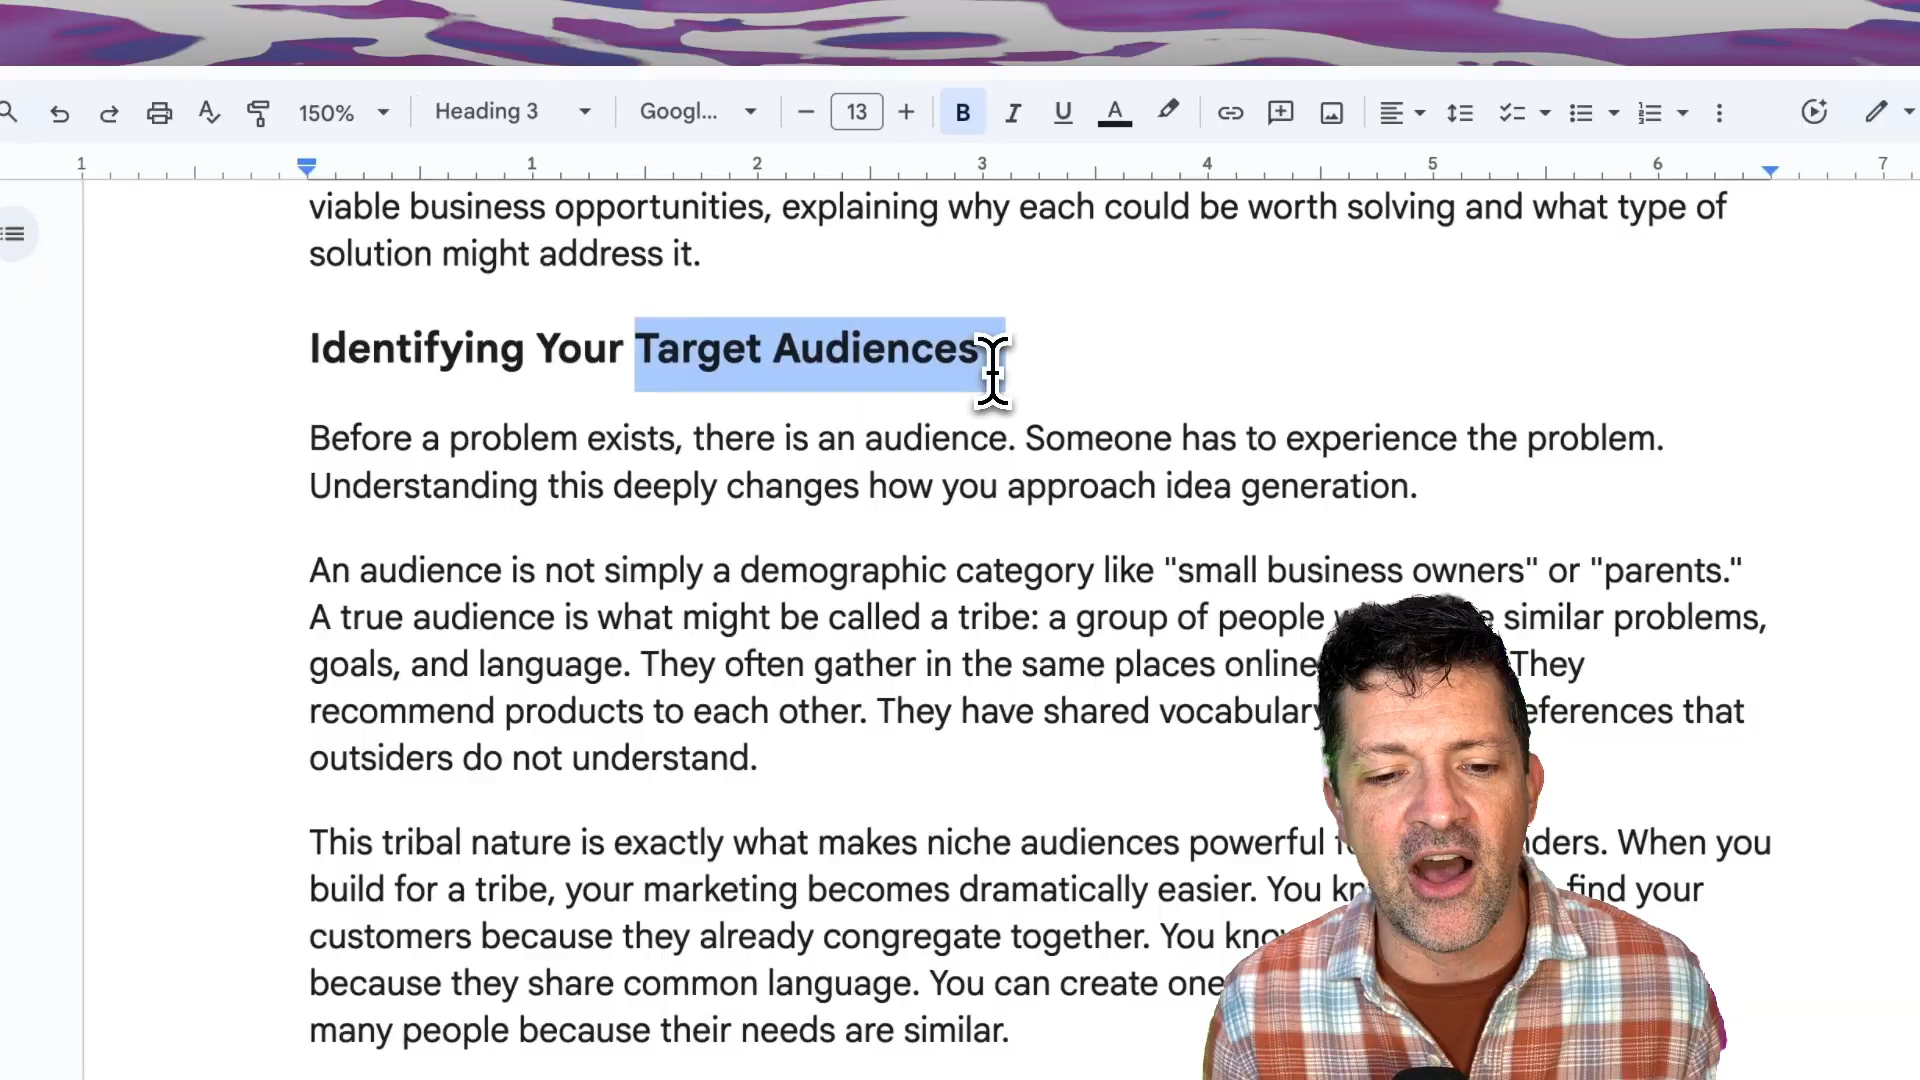 150% Heading 3 Googl... 13 B I U A
1 1 2 3 4 5 6 7
viable business opportunities, explaining why each could be worth solving and what type of
solution might address it.
Identifying Your Target Audiences
Before a problem exists, there is an audience. Someone has to experience the problem.
Understanding this deeply changes how you approach idea generation.
An audience is not simply a demographic category like "small business owners" or "parents."
A true audience is what might be called a tribe: a group of people similar problems,
goals, and language. They often gather in the same places online They
recommend products to each other. They have shared vocabulary that
outsiders do not understand.
This tribal nature is exactly what makes niche audiences powerful When you
build for a tribe, your marketing becomes dramatically easier. You find your
customers because they already congregate together. You
because they share common language. You can create one
many people because their needs are similar.